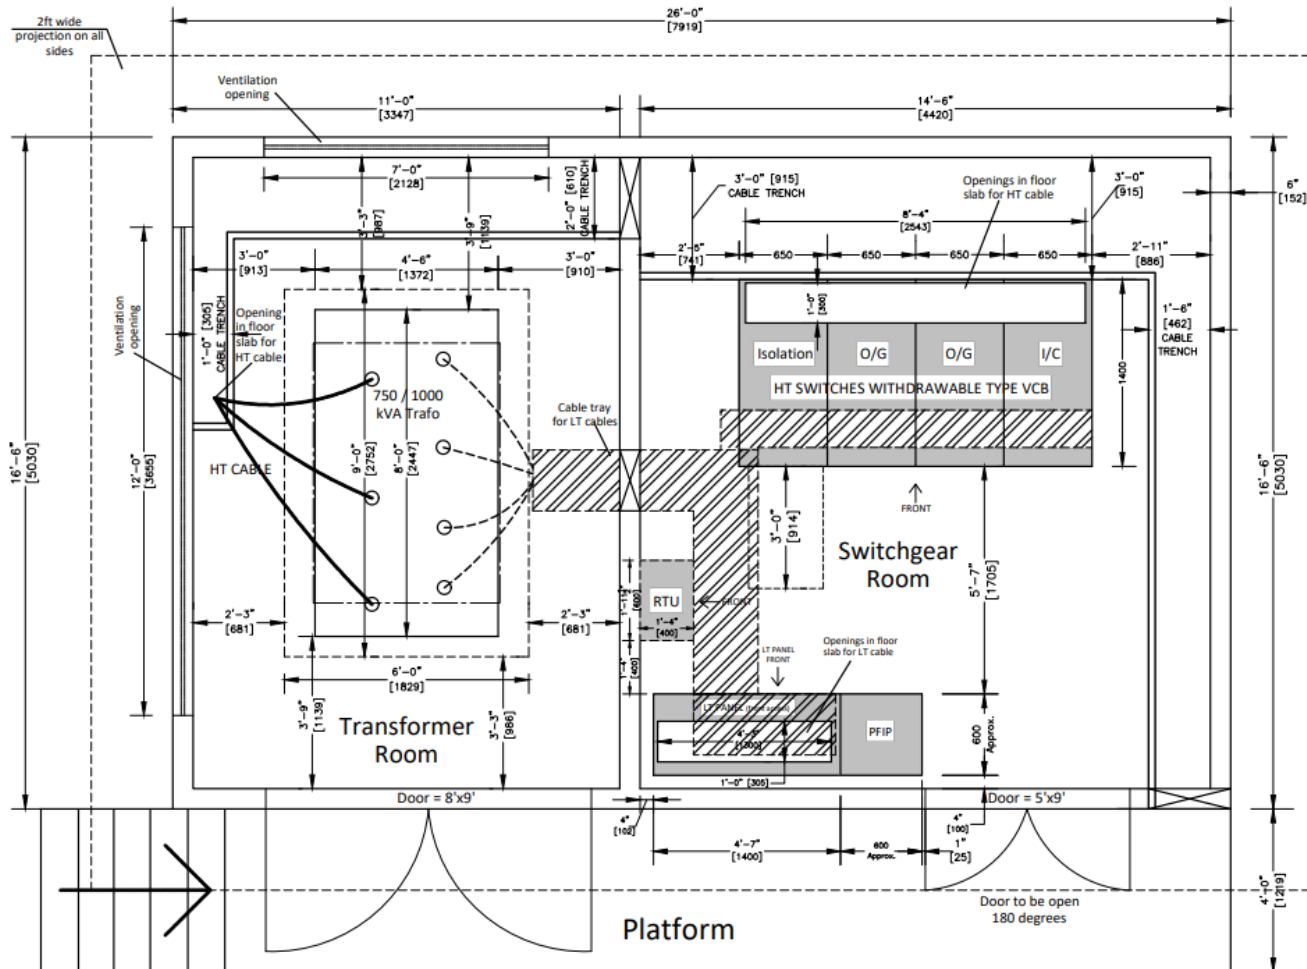 26'-0"
[7919]
2ft wide
projection on all
sides
Ventilation
opening
11'-0"
[3347]
14'-6"
[4420]
7'-0"
[2128]
2'-0" [610]
CABLE TRENCH
3'-0" [915]
CABLE TRENCH
Openings in floor
slab for HT cable
3'-0"
[915]
6"
[152]
3'-3"
[987]
3'-9"
[1139]
8'-4"
[2543]
3'-0"
[913]
4'-6"
[1372]
3'-0"
[910]
2'-5"
[741]
650
650
650
650
2'-11"
[886]
Ventilation
opening
1'-0" [305]
CABLE TRENCH
Opening
in floor
slab for
HT cable
1'-0"
[300]
1'-6"
[462]
CABLE
TRENCH
Isolation
O/G
O/G
I/C
1400
HT SWITCHES WITHDRAWABLE TYPE VCB
750 / 1000
kVA Trafo
Cable tray
for LT cables
16'-6"
[5030]
12'-0"
[3655]
HT CABLE
9'-0"
[2752]
8'-0"
[2447]
16'-6"
[5030]
FRONT
3'-0"
[914]
Switchgear
Room
5'-7"
[1705]
RTU
FRONT
[600]
1'-4"
[400]
2'-3"
[681]
2'-3"
[681]
1'-4"
[400]
LT PANEL
FRONT
Openings in floor
slab for LT cable
6'-0"
[1829]
3'-9"
[1139]
3'-3"
[986]
Transformer
Room
LT PANEL
PFIP
600
Approx.
[1300]
1'-0" [305]
Door = 8'x9'
Door = 5'x9'
4"
[102]
4"
[100]
4'-7"
[1400]
600
Approx.
1"
[25]
4'-0"
[1219]
Door to be open
180 degrees
Platform